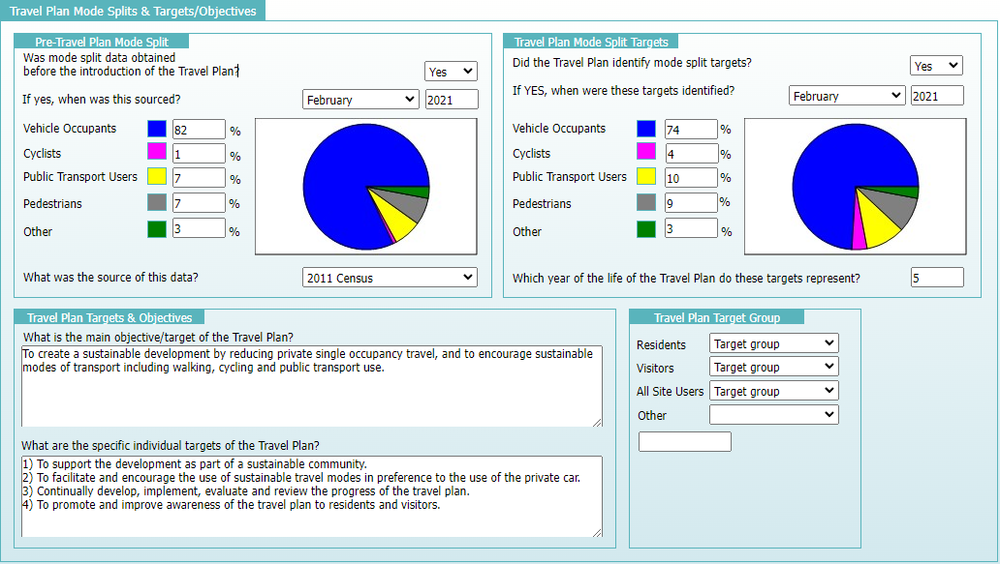 Travel Plan Mode Splits & Targets/Objectives
Pre-Travel Plan Mode Split
Was mode split data obtained
before the introduction of the Travel Plan?
Yes
If yes, when was this sourced?
February
2021
Vehicle Occupants
82
%
Cyclists
1
%
Public Transport Users
7
%
Pedestrians
7
%
Other
3
%
What was the source of this data?
2011 Census
Travel Plan Mode Split Targets
Did the Travel Plan identify mode split targets?
Yes
If YES, when were these targets identified?
February
2021
Vehicle Occupants
74
%
Cyclists
4
%
Public Transport Users
10
%
Pedestrians
9
%
Other
3
%
Which year of the life of the Travel Plan do these targets represent?
5
Travel Plan Targets & Objectives
What is the main objective/target of the Travel Plan?
To create a sustainable development by reducing private single occupancy travel, and to encourage sustainable
modes of transport including walking, cycling and public transport use.
What are the specific individual targets of the Travel Plan?
1) To support the development as part of a sustainable community.
2) To facilitate and encourage the use of sustainable travel modes in preference to the use of the private car.
3) Continually develop, implement, evaluate and review the progress of the travel plan.
4) To promote and improve awareness of the travel plan to residents and visitors.
Travel Plan Target Group
Residents
Target group
Visitors
Target group
All Site Users
Target group
Other